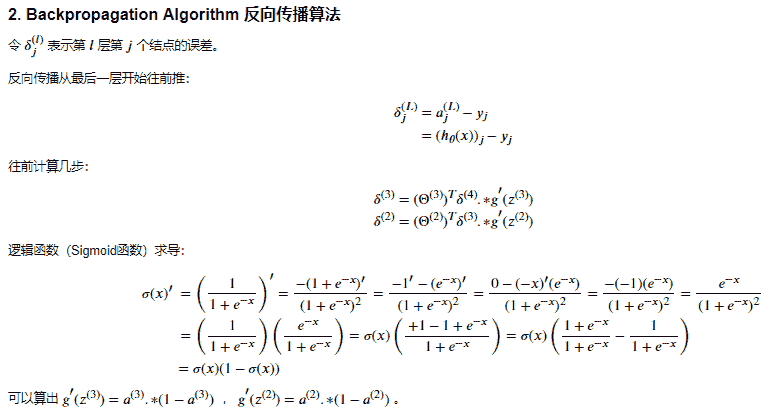 2. Backpropagation Algorithm 反向传播算法
令 $\delta_j^{(l)}$ 表示第 $l$ 层第 $j$ 个结点的误差。
反向传播从最后一层开始往前推:
$\delta_j^{(L)} = a_j^{(L)} - y_j$
$= (h_\theta(x))_j - y_j$
往前计算几步:
$\delta^{(3)} = (\Theta^{(3)})^T \delta^{(4)}.*g'(z^{(3)})$
$\delta^{(2)} = (\Theta^{(2)})^T \delta^{(3)}.*g'(z^{(2)})$
逻辑函数(Sigmoid函数)求导:
$\sigma(x)' = \left(\frac{1}{1+e^{-x}}\right)' = \frac{-(1+e^{-x})'}{(1+e^{-x})^2} = \frac{-1'-(e^{-x})'}{(1+e^{-x})^2} = \frac{0-(-x)'(e^{-x})}{(1+e^{-x})^2} = \frac{-(-1)(e^{-x})}{(1+e^{-x})^2} = \frac{e^{-x}}{(1+e^{-x})^2}$
$= \left(\frac{1}{1+e^{-x}}\right)\left(\frac{e^{-x}}{1+e^{-x}}\right) = \sigma(x)\left(\frac{+1-1+e^{-x}}{1+e^{-x}}\right) = \sigma(x)\left(\frac{1+e^{-x}}{1+e^{-x}} - \frac{1}{1+e^{-x}}\right)$
$= \sigma(x)(1-\sigma(x))$
可以算出 $g'(z^{(3)}) = a^{(3)}.*(1-a^{(3)})$ , $g'(z^{(2)}) = a^{(2)}.*(1-a^{(2)})$ 。